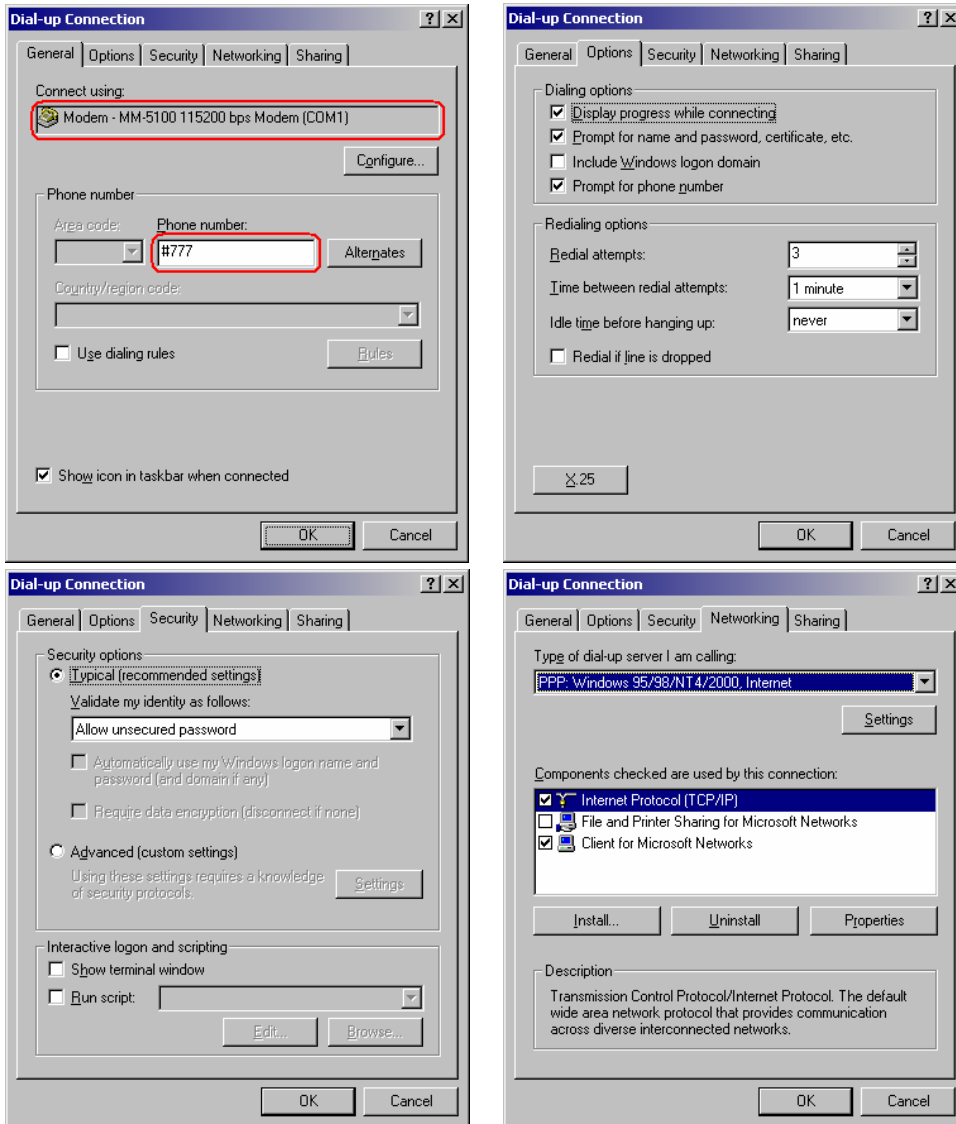 Dial-up Connection
General Options Security Networking Sharing
Connect using:
Modem - MM-5100 115200 bps Modem (COM1)
Configure...
Phone number
Area code: Phone number:
#777 Alternates
Country/region code:
Use dialing rules Rules
Show icon in taskbar when connected
OK Cancel
Dial-up Connection
General Options Security Networking Sharing
Dialing options
Display progress while connecting
Prompt for name and password, certificate, etc.
Include Windows logon domain
Prompt for phone number
Redialing options
Redial attempts: 3
Time between redial attempts: 1 minute
Idle time before hanging up: never
Redial if line is dropped
X.25
OK Cancel
Dial-up Connection
General Options Security Networking Sharing
Security options
Typical (recommended settings)
Validate my identity as follows:
Allow unsecured password
Automatically use my Windows logon name and
password (and domain if any)
Require data encryption (disconnect if none)
Advanced (custom settings)
Using these settings requires a knowledge
of security protocols. Settings
Interactive logon and scripting
Show terminal window
Run script:
Edit... Browse...
OK Cancel
Dial-up Connection
General Options Security Networking Sharing
Type of dial-up server I am calling:
PPP: Windows 95/98/NT4/2000, Internet
Settings
Components checked are used by this connection:
Internet Protocol (TCP/IP)
File and Printer Sharing for Microsoft Networks
Client for Microsoft Networks
Install... Uninstall Properties
Description
Transmission Control Protocol/Internet Protocol. The default
wide area network protocol that provides communication
across diverse interconnected networks.
OK Cancel